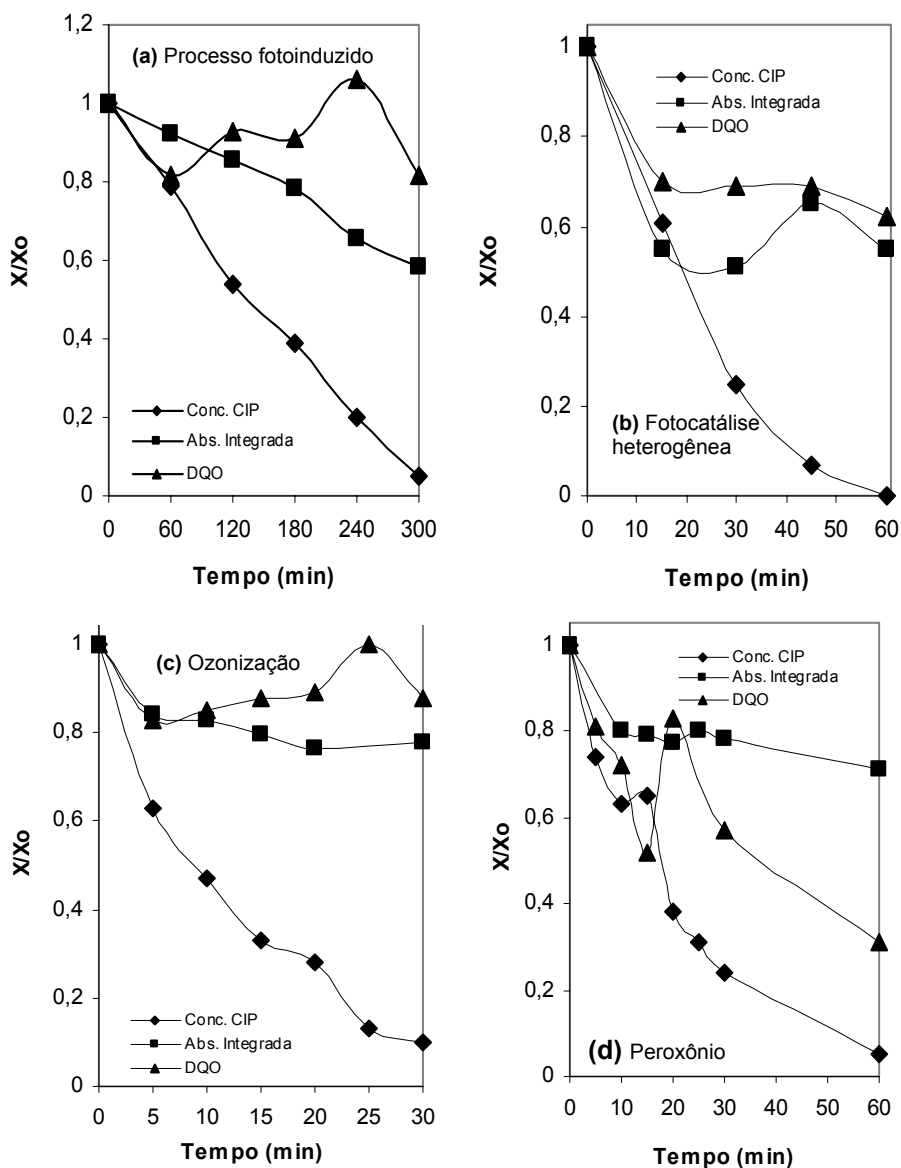 (a) Processo fotoinduzido
X/Xo
1,2
1
0,8
0,6
0,4
0,2
0
Conc. CIP
Abs. Integrada
DQO
0 60 120 180 240 300
Tempo (min)
X/Xo
1
0,8
0,6
0,4
0,2
0
Conc. CIP
Abs. Integrada
DQO
(b) Fotocatálise
heterogênea
0 10 20 30 40 50 60
Tempo (min)
(c) Ozonização
X/Xo
1
0,8
0,6
0,4
0,2
0
Conc. CIP
Abs. Integrada
DQO
0 5 10 15 20 25 30
Tempo (min)
X/Xo
1
0,8
0,6
0,4
0,2
0
Conc. CIP
Abs. Integrada
DQO
(d) Peroxônio
0 10 20 30 40 50 60
Tempo (min)